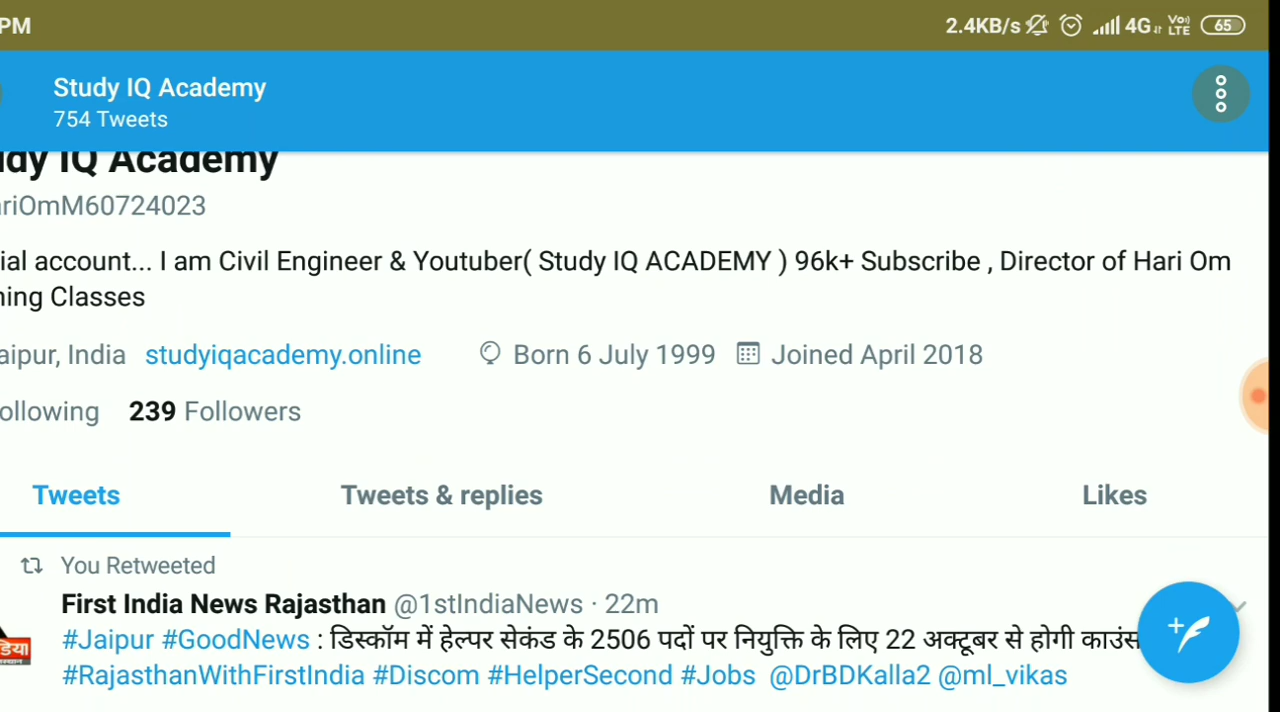 PM 2.4KB/s 4G Vo) LTE 65
Study IQ Academy
754 Tweets
dy IQ Academy
riOmM60724023
ial account... I am Civil Engineer & Youtuber( Study IQ ACADEMY ) 96k+ Subscribe , Director of Hari Om
ning Classes
aipur, India studyiqacademy.online Born 6 July 1999 Joined April 2018
ollowing 239 Followers
Tweets Tweets & replies Media Likes
You Retweeted
First India News Rajasthan @1stIndiaNews · 22m
#Jaipur #GoodNews : डिस्कॉम में हेल्पर सेकंड के 2506 पदों पर नियुक्ति के लिए 22 अक्टूबर से होगी काउंस
#RajasthanWithFirstIndia #Discom #HelperSecond #Jobs @DrBDKalla2 @ml_vikas